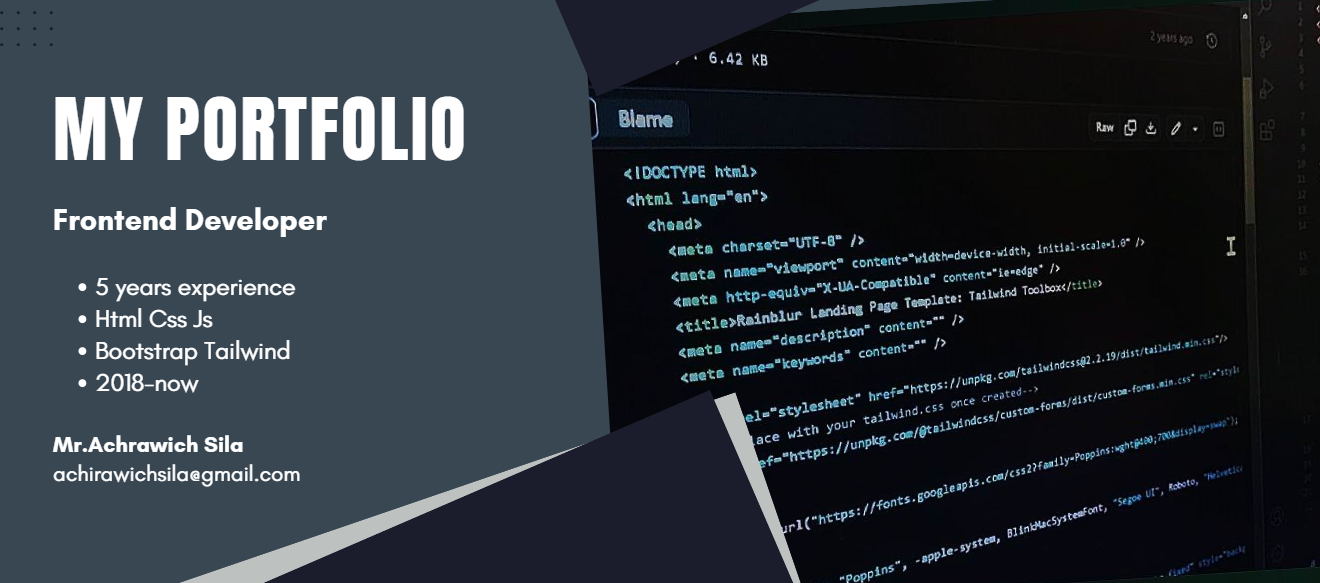 MY PORTFOLIO
Frontend Developer
• 5 years experience
• Html Css Js
• Bootstrap Tailwind
• 2018-now
Mr.Achrawich Sila
achirawichsila@gmail.com
2 years ago
· 6.42 KB
Blame
Raw
<!DOCTYPE html>
<html lang="en">
<head>
<meta charset="UTF-8" />
<meta name="viewport" content="width=device-width, initial-scale=1.0" />
<meta http-equiv="X-UA-Compatible" content="ie=edge" />
<title>Rainblur Landing Page Template: Tailwind Toolbox</title>
<meta name="description" content="" />
<meta name="keywords" content="" />
el="stylesheet" href="https://unpkg.com/tailwindcss@2.2.19/dist/tailwind.min.css"/>
lace with your tailwind.css once created-->
ef="https://unpkg.com/@tailwindcss/custom-forms/dist/custom-forms.min.css" rel="style
url("https://fonts.googleapis.com/css2?family=Poppins:wght@400;700&display=swap");
"Poppins", -apple-system, BlinkMacSystemFont, "Segoe UI", Roboto, "Helvetica
fixed" style="backg